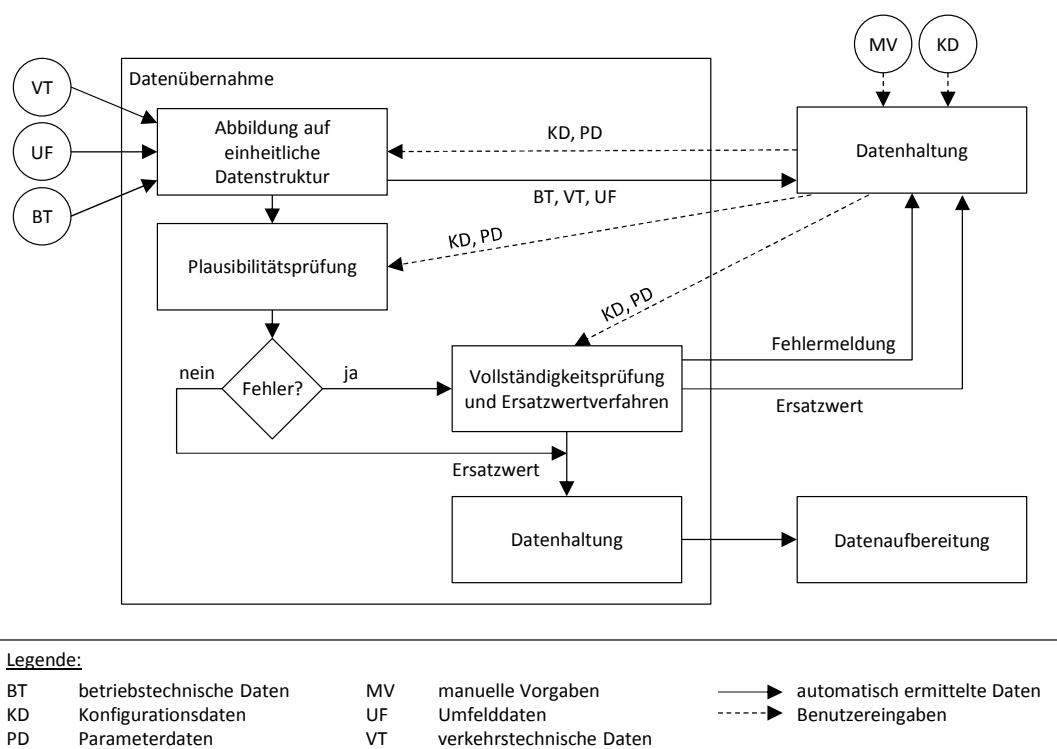 MV
KD
VT
UF
BT
Datenübernahme
Abbildung auf
einheitliche
Datenstruktur
KD, PD
BT, VT, UF
Datenhaltung
Plausibilitätsprüfung
KD, PD
KD, PD
nein
Fehler?
ja
Vollständigkeitsprüfung
und Ersatzwertverfahren
Fehlermeldung
Ersatzwert
Ersatzwert
Datenhaltung
Datenaufbereitung
Legende:
BT betriebstechnische Daten
KD Konfigurationsdaten
PD Parameterdaten
MV manuelle Vorgaben
UF Umfelddaten
VT verkehrstechnische Daten
automatisch ermittelte Daten
Benutzereingaben